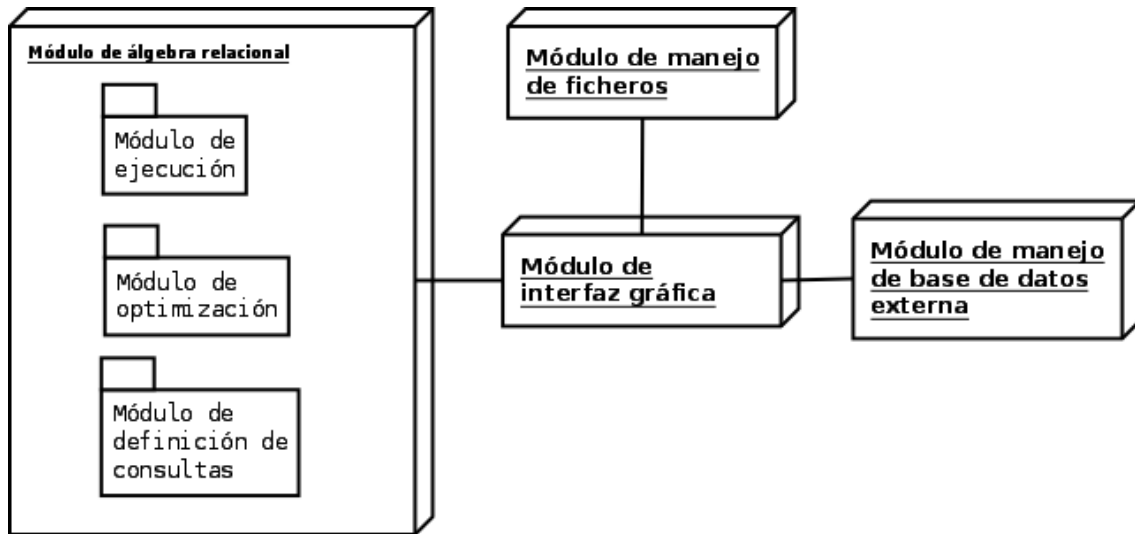 Módulo de álgebra relacional
Módulo de
ejecución
Módulo de
optimización
Módulo de
definición de
consultas
Módulo de manejo
de ficheros
Módulo de
interfaz gráfica
Módulo de manejo
de base de datos
externa